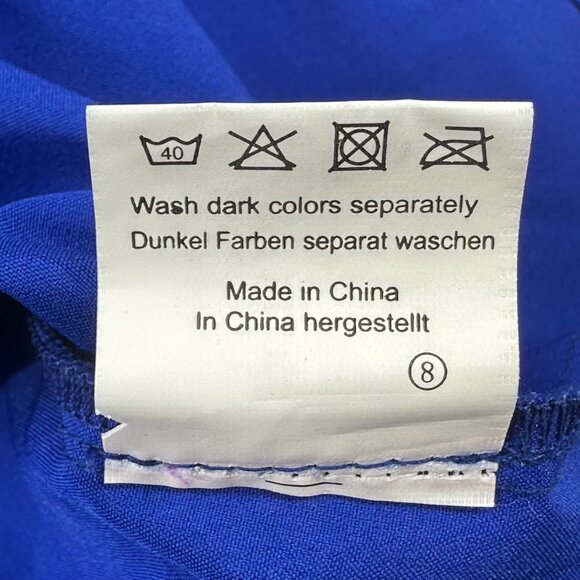 40
Wash dark colors separately
Dunkel Farben separat waschen
Made in China
In China hergestellt
8